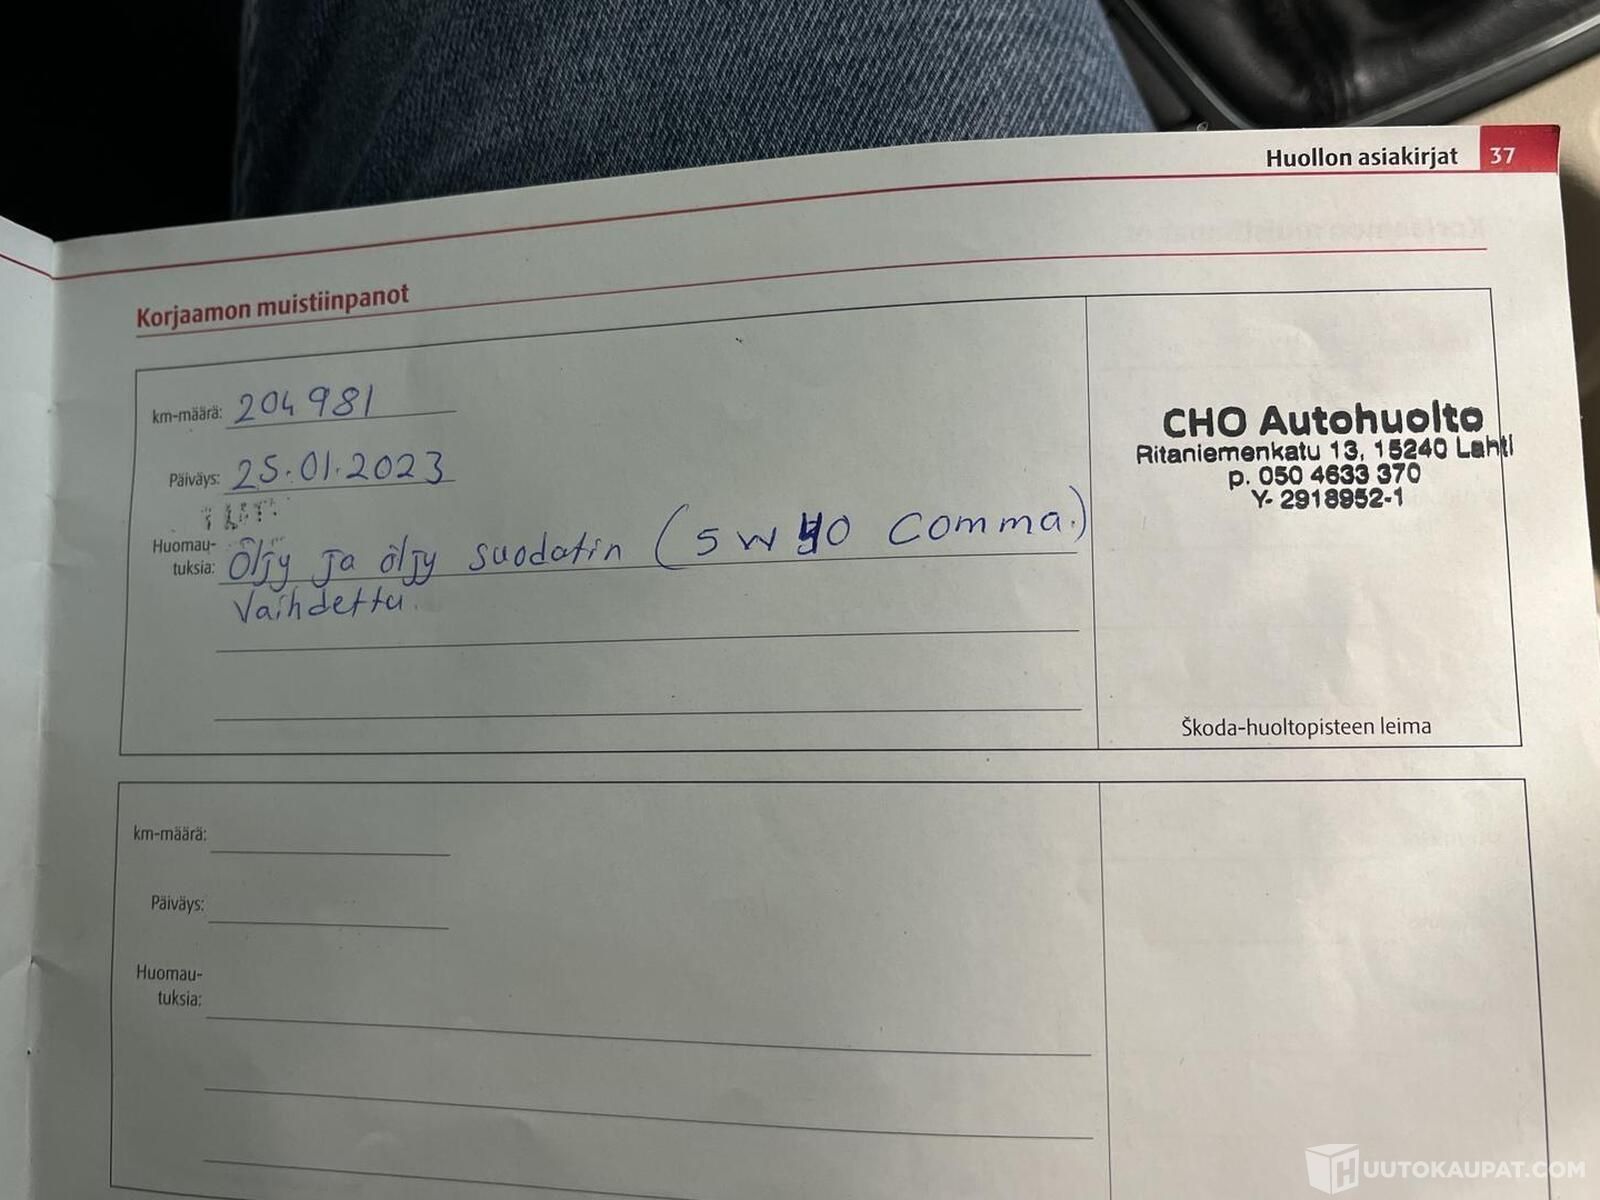 Huollon asiakirjat 37
Korjaamon muistiinpanot
km-määrä: 204981
Päiväys: 25.01.2023
Huomau-
tuksia: Öljy ja öljy suodatin (5W40 Comma.)
Vaihdettu.
CHO Autohuolto
Ritaniemenkatu 13, 15240 Lahti
p. 050 4633 370
Y- 2918952-1
Škoda-huoltopisteen leima
km-määrä:
Päiväys:
Huomau-
tuksia:
HUUTOKAUPAT.COM